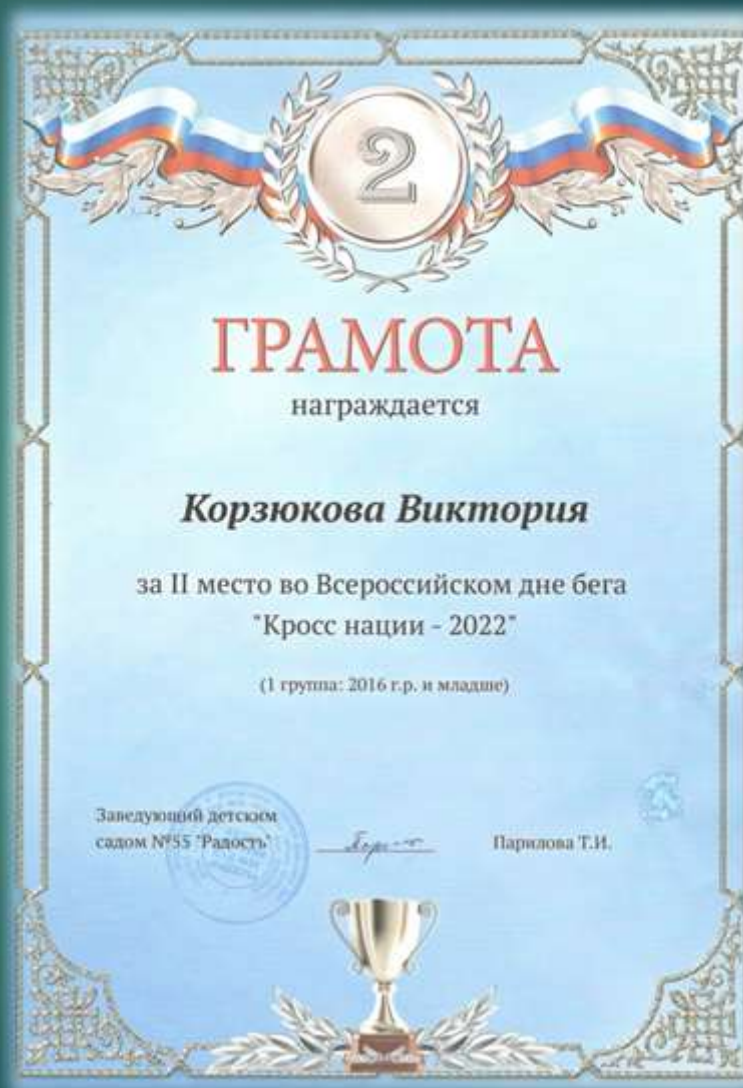 2
ГРАМОТА
награждается
Корзюкова Виктория
за II место во Всероссийском дне бега
"Кросс нации - 2022"
(1 группа: 2016 г.р. и младше)
Заведующий детским
садом №55 "Радость"
Парилова Т.И.